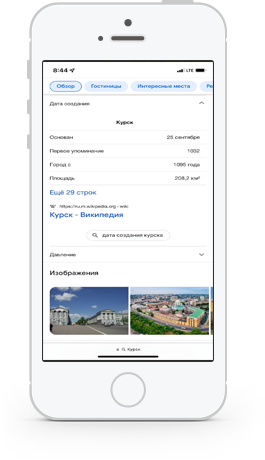 8:44
LTE
Обзор Гостиницы Интересные места
Дата создания
Курск
Основан 25 сентября
Первое упоминание 1032
Город с 1095 года
Площадь 208,2 км²
Ещё 29 строк
W https://ru.m.wikipedia.org › wiki
Курск - Википедия
дата создания курска
Давление
Изображения
Курск